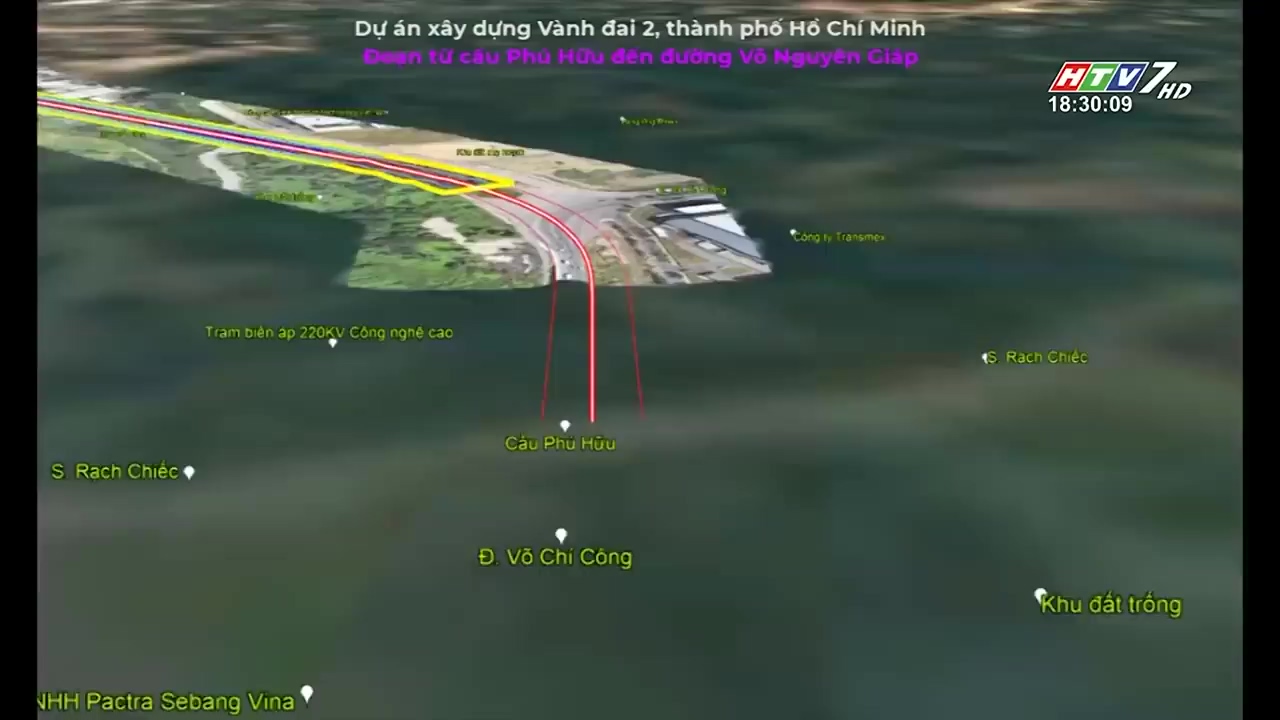 Dự án xây dựng Vành đai 2, thành phố Hồ Chí Minh
Đoạn từ cầu Phú Hữu đến đường Võ Nguyên Giáp
HTV7 HD
18:30:09
Công ty Transimex
Trạm biến áp 220KV Công nghệ cao
S. Rạch Chiếc
Cầu Phú Hữu
S. Rạch Chiếc
Đ. Võ Chí Công
Khu đất trống
NHH Pactra Sebang Vina